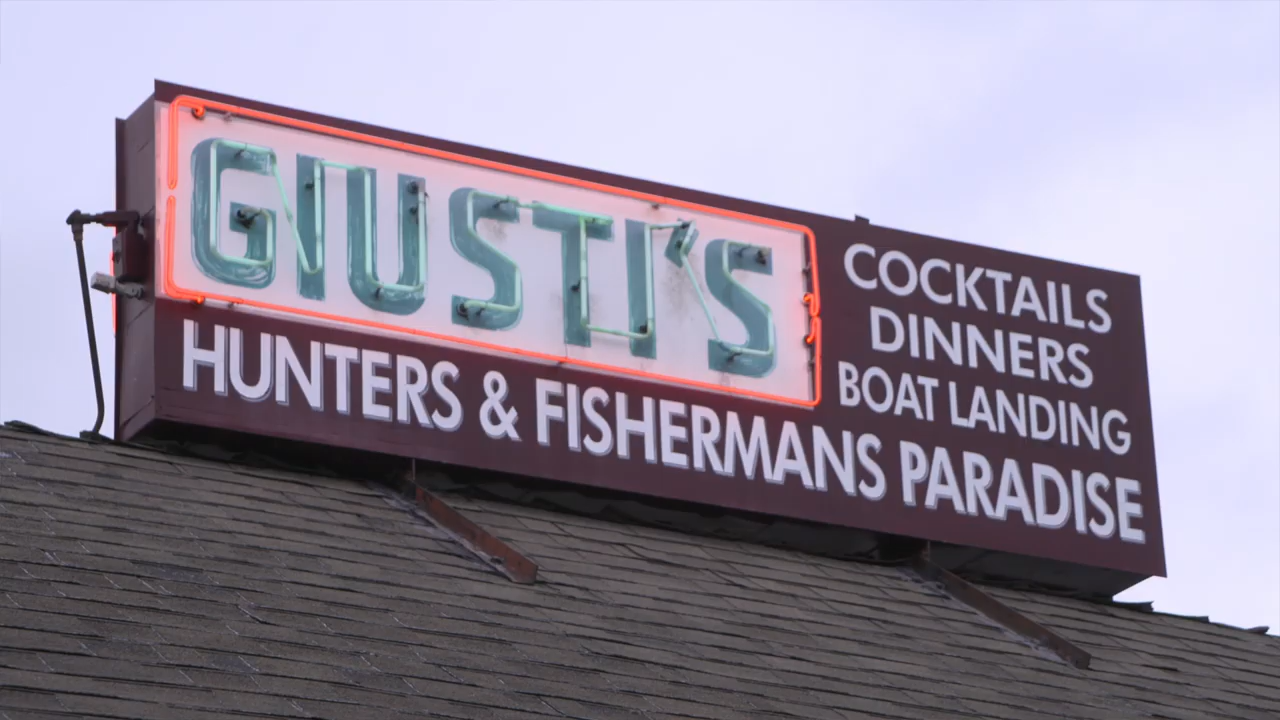 GIUSTI'S
COCKTAILS
DINNERS
BOAT LANDING
HUNTERS & FISHERMANS PARADISE